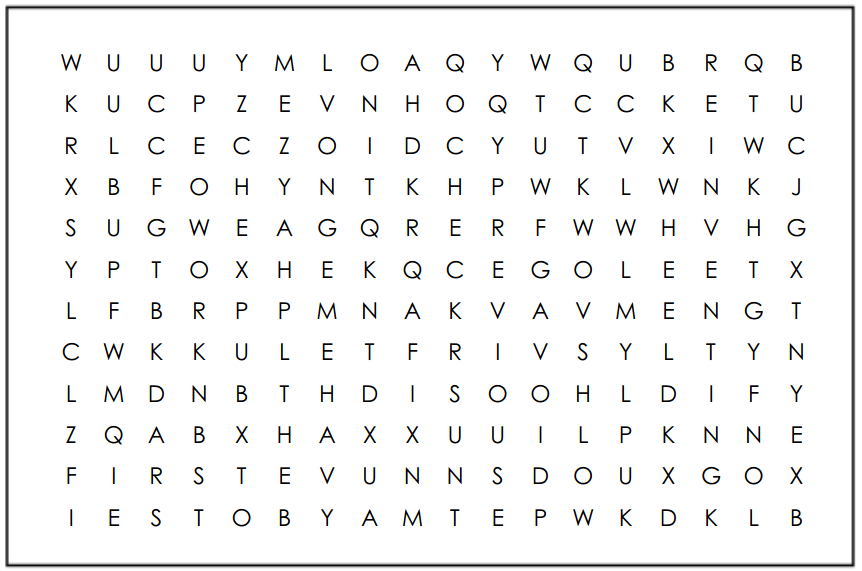 W U U U Y M L O A Q Y W Q U B R Q B
K U C P Z E V N H O Q T C C K E T U
R L C E C Z O I D C Y U T V X I W C
X B F O H Y N T K H P W K L W N K J
S U G W E A G Q R E R F W W H V H G
Y P T O X H E K Q C E G O L E E T X
L F B R P P M N A K V A V M E N G T
C W K K U L E T F R I V S Y L T Y N
L M D N B T H D I S O O H L D I F Y
Z Q A B X H A X X U U I L P K N N E
F I R S T E V U N N S D O U X G O X
I E S T O B Y A M T E P W K D K L B